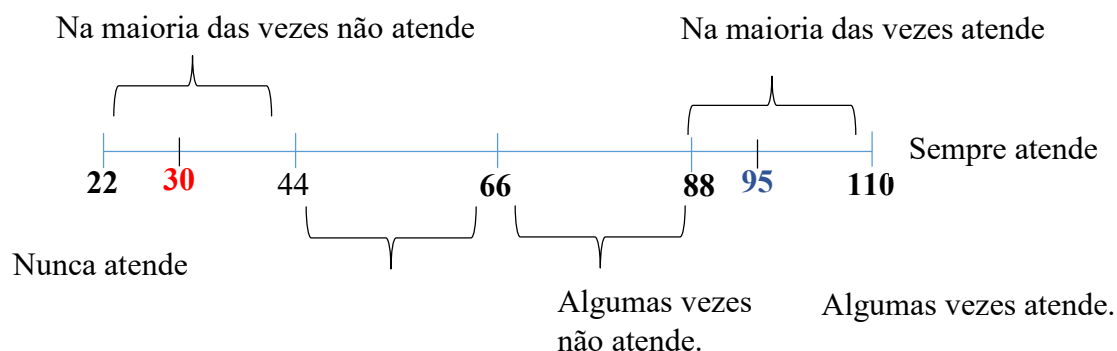 Na maioria das vezes não atende
Na maioria das vezes atende
Sempre atende
22
30
44
66
88
95
110
Nunca atende
Algumas vezes
não atende.
Algumas vezes atende.